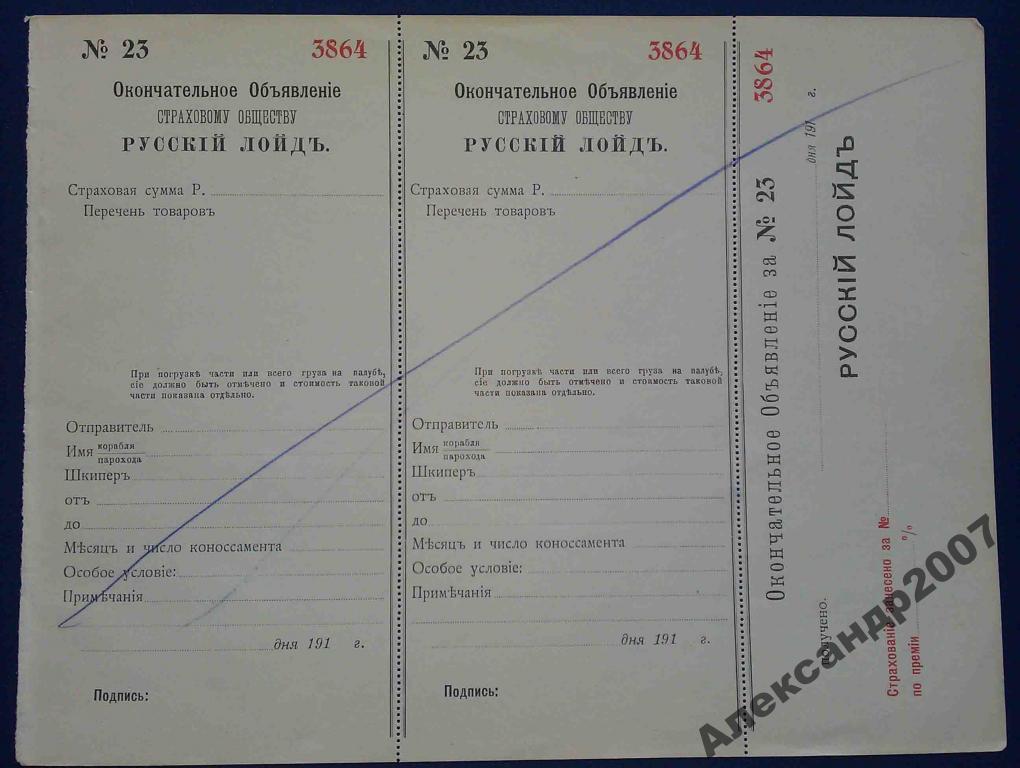 № 23 3864
Окончательное Объявленіе
СТРАХОВОМУ ОБЩЕСТВУ
РУССКІЙ ЛОЙДЪ.
Страховая сумма Р.
Перечень товаровъ
При погрузкѣ части или всего груза на палубѣ,
сіе должно быть отмѣчено и стоимость таковой
части показана отдѣльно.
Отправитель
Имя корабля
парохода
Шкиперъ
отъ
до
Мѣсяцъ и число коноссамента
Особое условіе:
Примѣчанія
дня 191 г.
Подпись:
№ 23 3864
Окончательное Объявленіе
СТРАХОВОМУ ОБЩЕСТВУ
РУССКІЙ ЛОЙДЪ.
Страховая сумма Р.
Перечень товаровъ
При погрузкѣ части или всего груза на палубѣ,
сіе должно быть отмѣчено и стоимость таковой
части показана отдѣльно.
Отправитель
Имя корабля
парохода
Шкиперъ
отъ
до
Мѣсяцъ и число коноссамента
Особое условіе:
Примѣчанія
дня 191 г.
Подпись:
3864
Окончательное Объявленіе за № 23
получено. дня 191 г.
РУССКІЙ ЛОЙДЪ
Страхованіе занесено за №
по преміи %
Александр2007